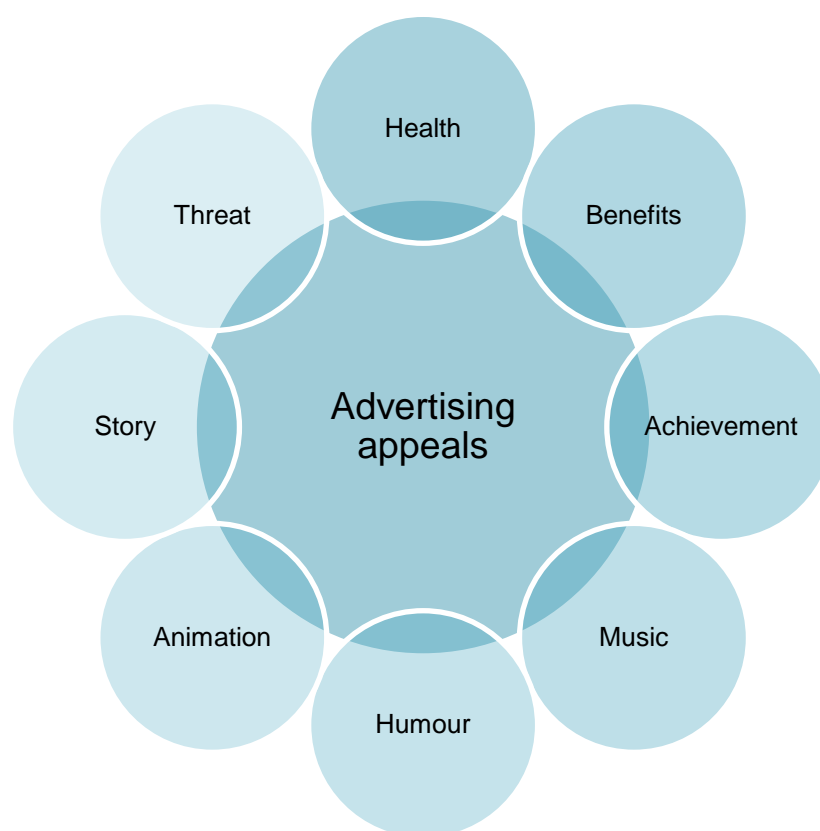 Health
Threat
Benefits
Story
Advertising
appeals
Achievement
Animation
Music
Humour